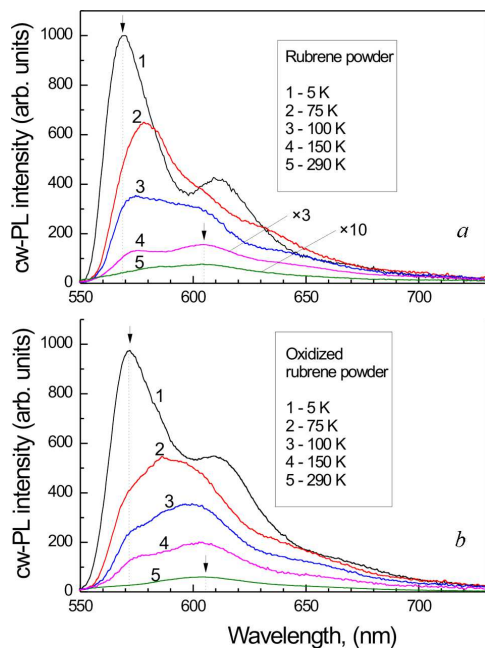 cw-PL intensity (arb. units)
1000
800
600
400
200
0
1
2
3
4
5
Rubrene powder
1 - 5 K
2 - 75 K
3 - 100 K
4 - 150 K
5 - 290 K
×3
×10
a
550
600
650
700
cw-PL intensity (arb. units)
1000
800
600
400
200
0
1
2
3
4
5
Oxidized
rubrene powder
1 - 5 K
2 - 75 K
3 - 100 K
4 - 150 K
5 - 290 K
b
550
600
650
700
Wavelength, (nm)